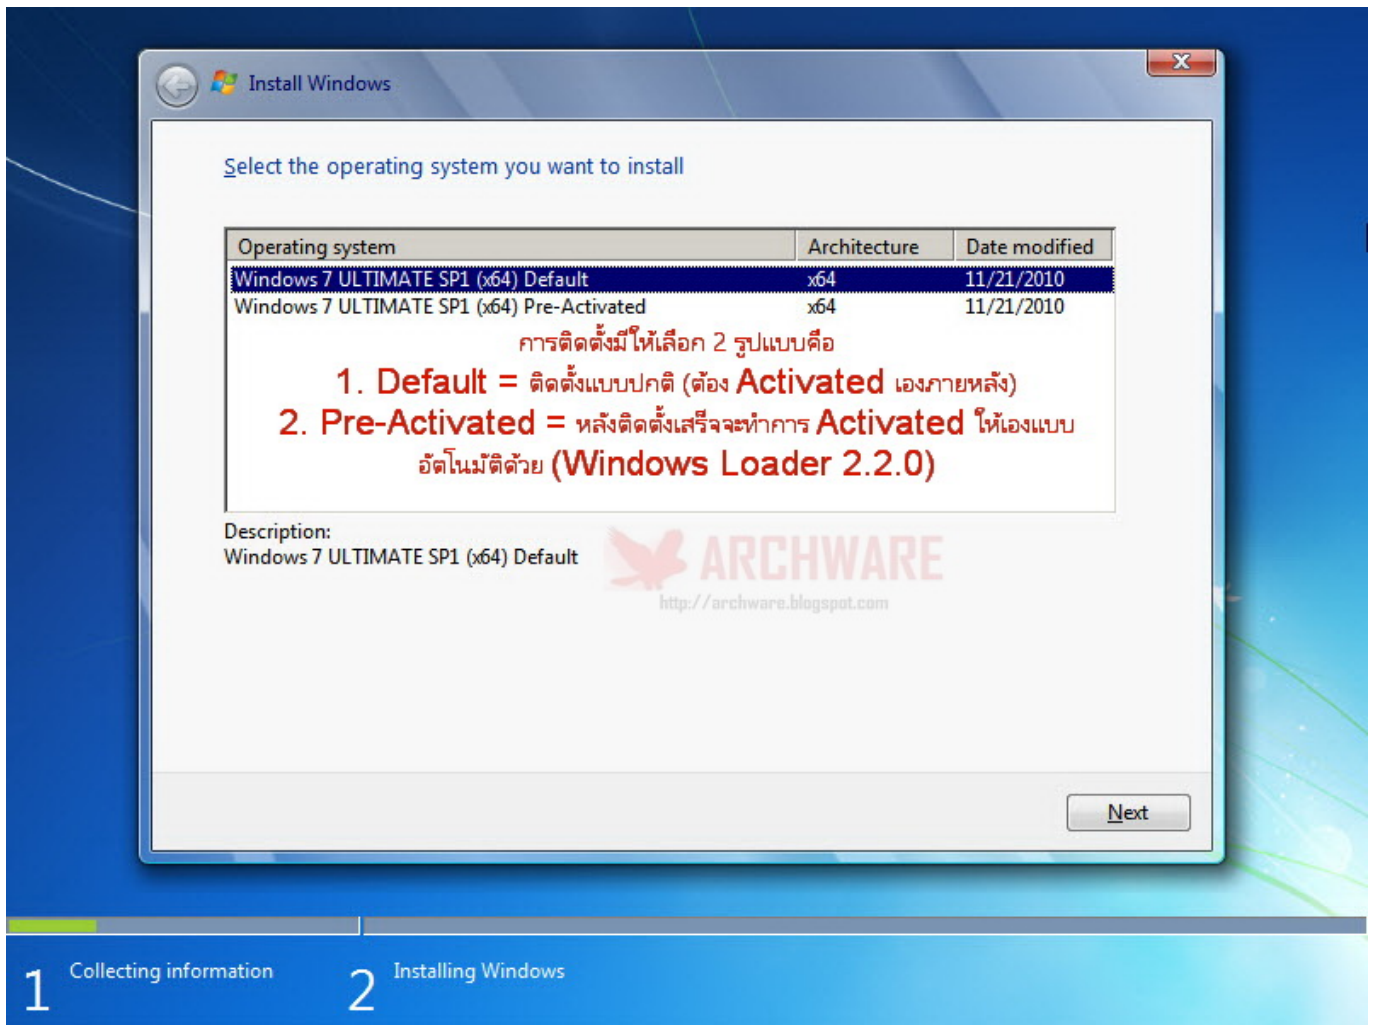 Install Windows
Select the operating system you want to install
Operating system Architecture Date modified
Windows 7 ULTIMATE SP1 (x64) Default x64 11/21/2010
Windows 7 ULTIMATE SP1 (x64) Pre-Activated x64 11/21/2010
การติดตั้งมีให้เลือก 2 รูปแบบคือ
1. Default = ติดตั้งแบบปกติ (ต้อง Activated เองภายหลัง)
2. Pre-Activated = หลังติดตั้งเสร็จจะทำการ Activated ให้เองแบบ
อัตโนมัติด้วย (Windows Loader 2.2.0)
Description:
Windows 7 ULTIMATE SP1 (x64) Default
ARCHWARE
http://archware.blogspot.com
Next
1 Collecting information 2 Installing Windows